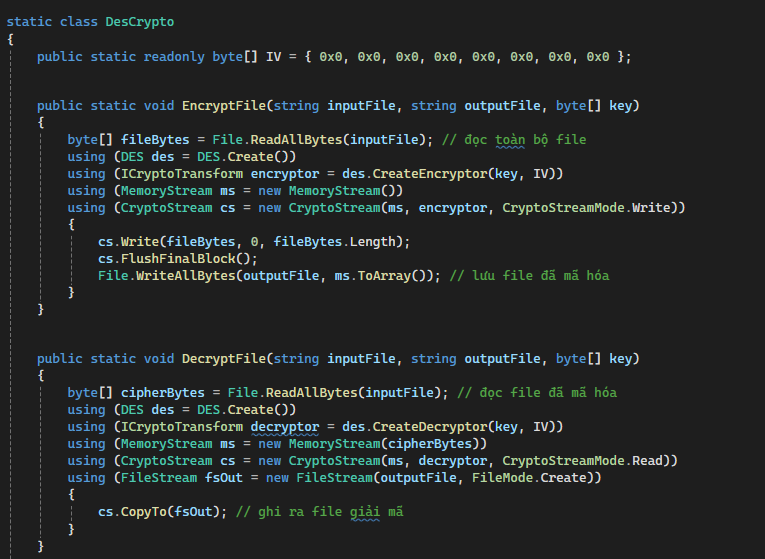 static class DesCrypto
{
public static readonly byte[] IV = { 0x0, 0x0, 0x0, 0x0, 0x0, 0x0, 0x0, 0x0 };
public static void EncryptFile(string inputFile, string outputFile, byte[] key)
{
byte[] fileBytes = File.ReadAllBytes(inputFile); // đọc toàn bộ file
using (DES des = DES.Create())
using (ICryptoTransform encryptor = des.CreateEncryptor(key, IV))
using (MemoryStream ms = new MemoryStream())
using (CryptoStream cs = new CryptoStream(ms, encryptor, CryptoStreamMode.Write))
{
cs.Write(fileBytes, 0, fileBytes.Length);
cs.FlushFinalBlock();
File.WriteAllBytes(outputFile, ms.ToArray()); // lưu file đã mã hóa
}
}
public static void DecryptFile(string inputFile, string outputFile, byte[] key)
{
byte[] cipherBytes = File.ReadAllBytes(inputFile); // đọc file đã mã hóa
using (DES des = DES.Create())
using (ICryptoTransform decryptor = des.CreateDecryptor(key, IV))
using (MemoryStream ms = new MemoryStream(cipherBytes))
using (CryptoStream cs = new CryptoStream(ms, decryptor, CryptoStreamMode.Read))
using (FileStream fsOut = new FileStream(outputFile, FileMode.Create))
{
cs.CopyTo(fsOut); // ghi ra file giải mã
}
}